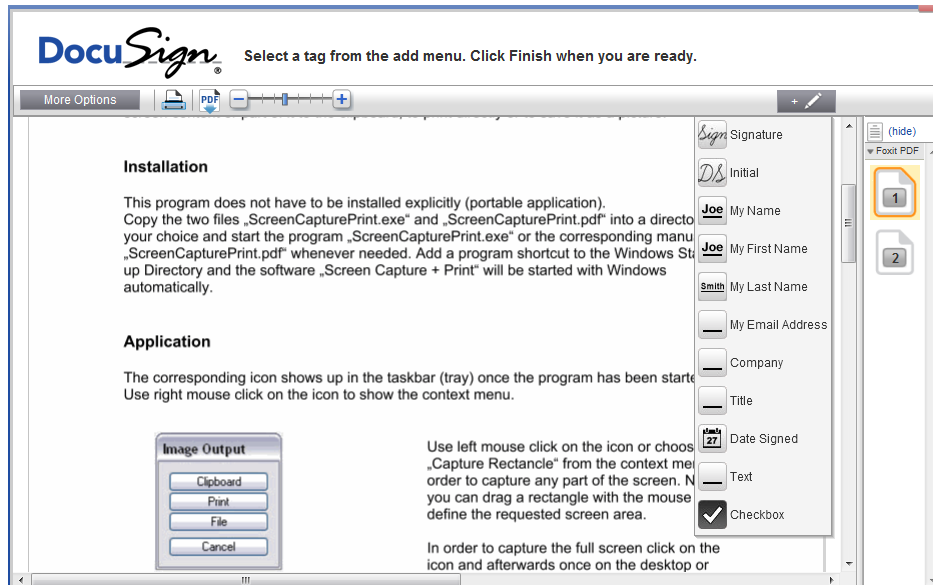 DocuSign®
Select a tag from the add menu. Click Finish when you are ready.
More Options
PDF
+
Installation
This program does not have to be installed explicitly (portable application).
Copy the two files „ScreenCapturePrint.exe“ and „ScreenCapturePrint.pdf“ into a directo
your choice and start the program „ScreenCapturePrint.exe“ or the corresponding manu
„ScreenCapturePrint.pdf“ whenever needed. Add a program shortcut to the Windows Sta
up Directory and the software „Screen Capture + Print“ will be started with Windows
automatically.
Application
The corresponding icon shows up in the taskbar (tray) once the program has been starte
Use right mouse click on the icon to show the context menu.
Image Output
Clipboard
Print
File
Cancel
Use left mouse click on the icon or choos
„Capture Rectancle“ from the context me
order to capture any part of the screen. N
you can drag a rectangle with the mouse
define the requested screen area.
In order to capture the full screen click on the
icon and afterwards once on the desktop or
Sign Signature
DS Initial
Joe My Name
Joe My First Name
Smith My Last Name
My Email Address
Company
Title
27 Date Signed
Text
Checkbox
(hide)
Foxit PDF
1
2